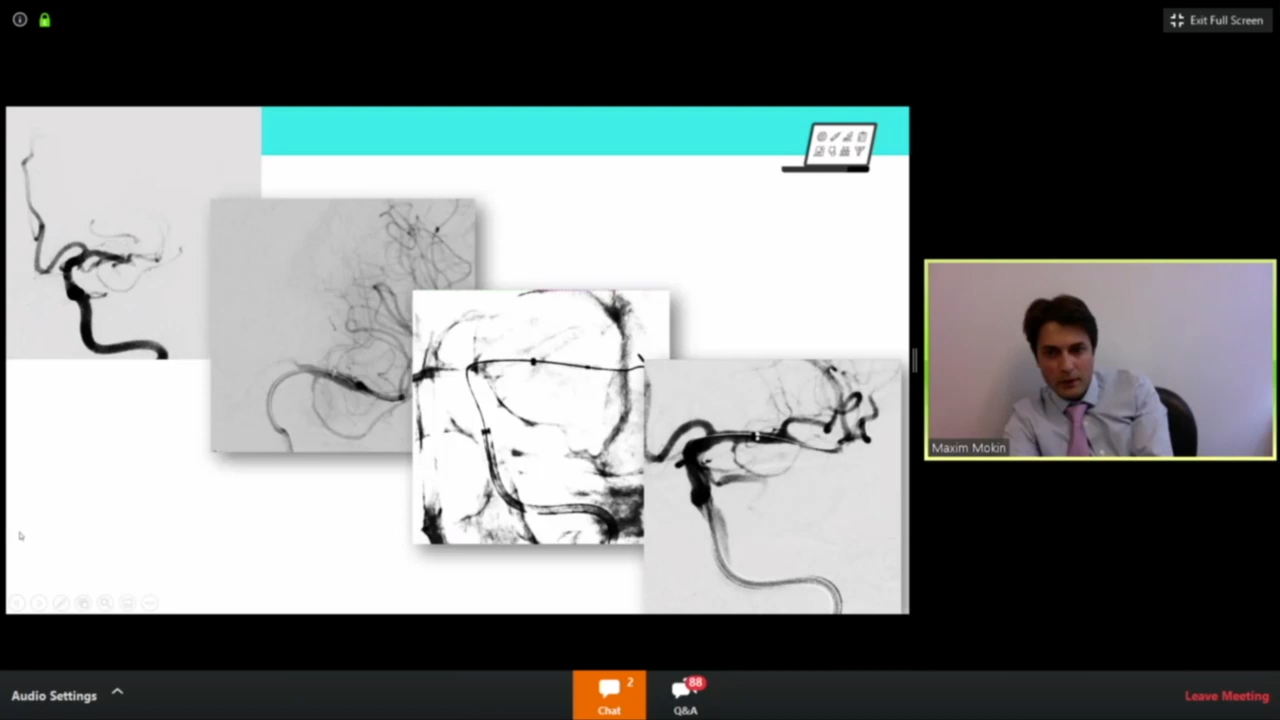 Exit Full Screen
Maxim Mokin
Audio Settings
2
Chat
88
Q&A
Leave Meeting